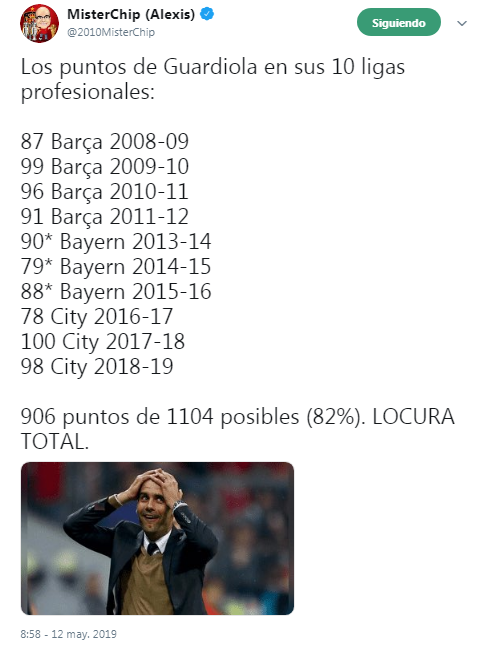 MisterChip (Alexis)
@2010MisterChip
Siguiendo
Los puntos de Guardiola en sus 10 ligas
profesionales:
87 Barça 2008-09
99 Barça 2009-10
96 Barça 2010-11
91 Barça 2011-12
90* Bayern 2013-14
79* Bayern 2014-15
88* Bayern 2015-16
78 City 2016-17
100 City 2017-18
98 City 2018-19
906 puntos de 1104 posibles (82%). LOCURA
TOTAL.
8:58 - 12 may. 2019